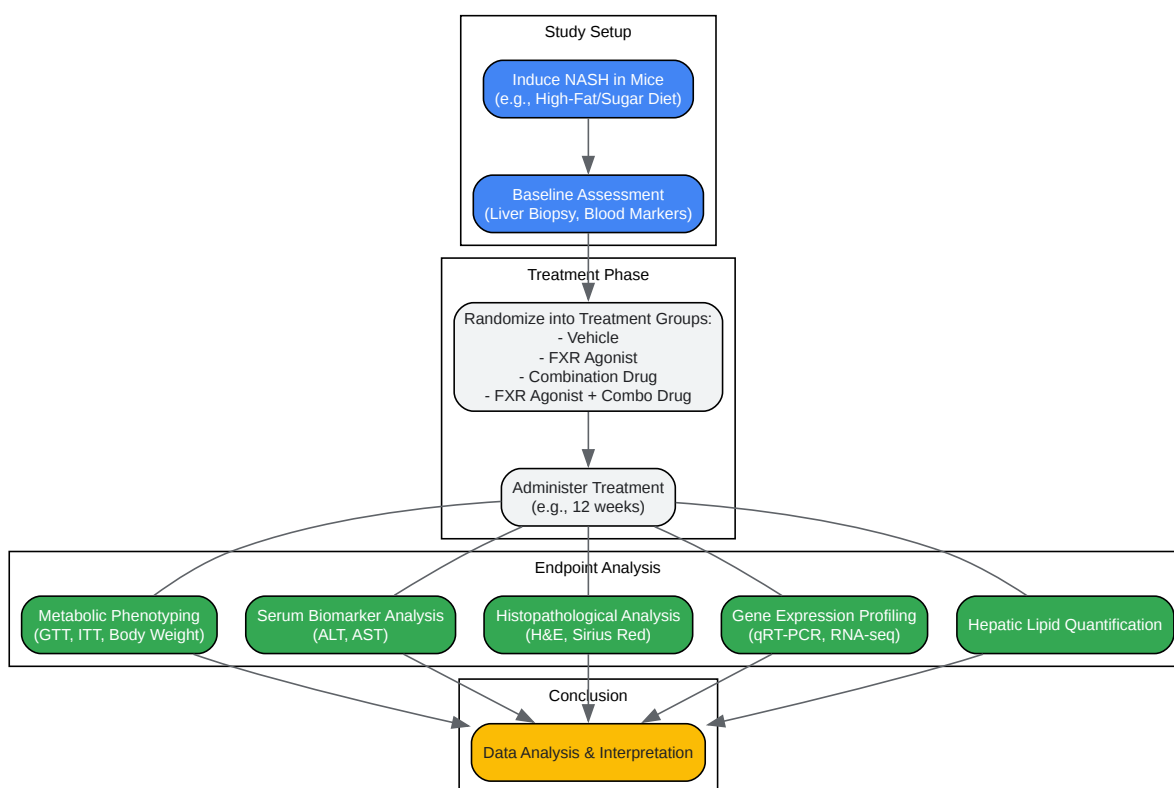 Study Setup
Induce NASH in Mice
(e.g., High-Fat/Sugar Diet)
Baseline Assessment
(Liver Biopsy, Blood Markers)
Treatment Phase
Randomize into Treatment Groups:
- Vehicle
- FXR Agonist
- Combination Drug
- FXR Agonist + Combo Drug
Administer Treatment
(e.g., 12 weeks)
Endpoint Analysis
Metabolic Phenotyping
(GTT, ITT, Body Weight)
Serum Biomarker Analysis
(ALT, AST)
Histopathological Analysis
(H&E, Sirius Red)
Gene Expression Profiling
(qRT-PCR, RNA-seq)
Hepatic Lipid Quantification
Conclusion
Data Analysis & Interpretation